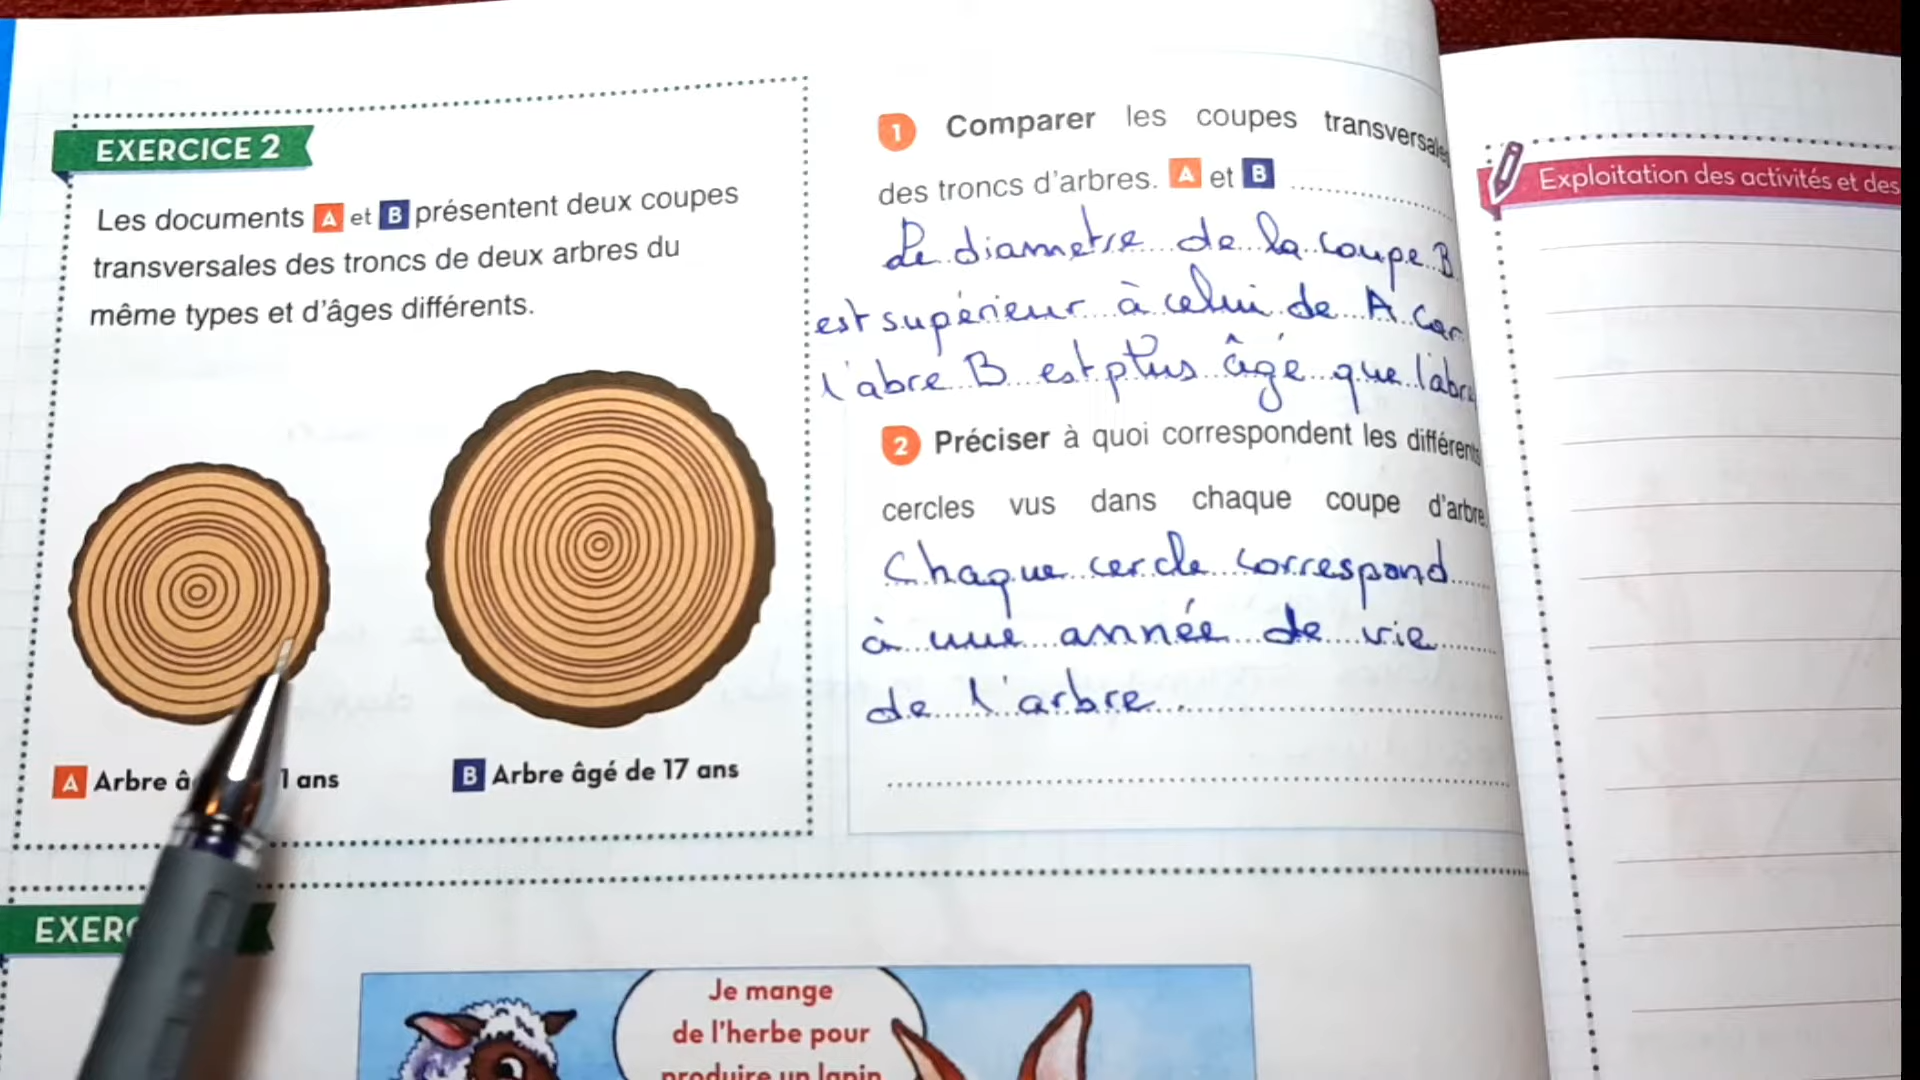 EXERCICE 2
Les documents A et B présentent deux coupes
transversales des troncs de deux arbres du
même types et d'âges différents.
A Arbre â 1 ans
B Arbre âgé de 17 ans
1 Comparer les coupes transversales
des troncs d'arbres. A et B
Le diametre de la coupe B
est supérieur à celui de A car
l'abre B est plus âgé que l'abre
2 Préciser à quoi correspondent les différents
cercles vus dans chaque coupe d'arbre
Chaque cercle correspond
à une année de vie
de l'arbre.
EXERC
Je mange
de l'herbe pour
produire un lapin
Exploitation des activités et des